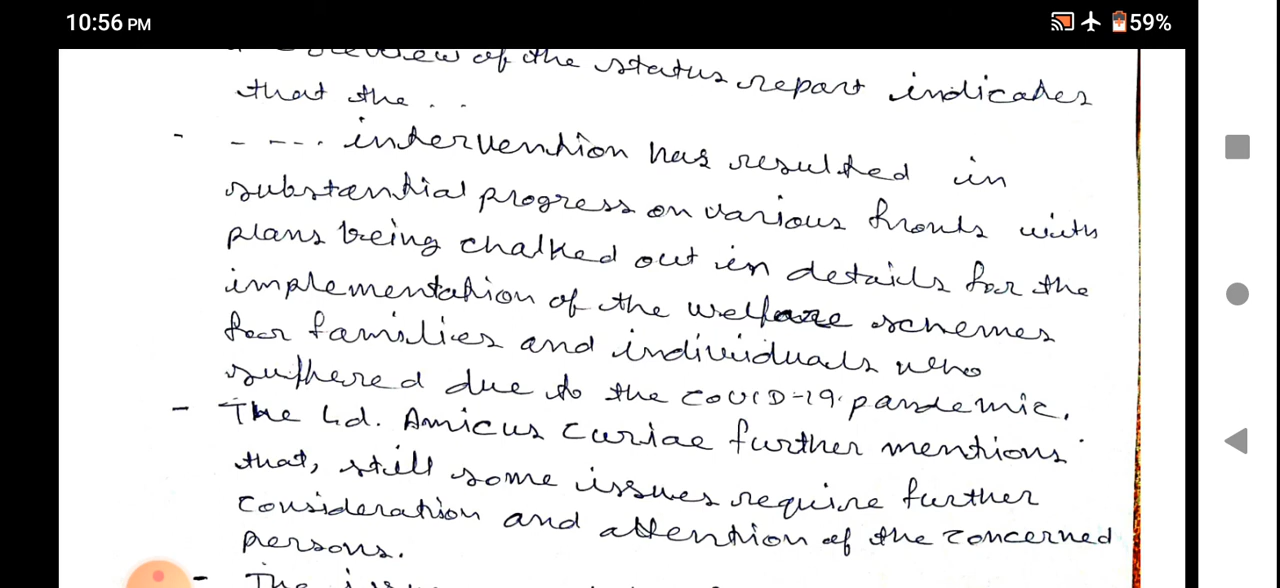 10:56 PM 59%
review of the status report indicates
that the . .
- - - - - . intervention has resulted in
substantial progress on various fronts with
plans being chalked out in details for the
implementation of the welfare schemes
for families and individuals who
suffered due to the COVID-19. pandemic.
- The Ld. Amicus curiae further mentions
that, still some issues require further
consideration and attention of the concerned
persons.
- The